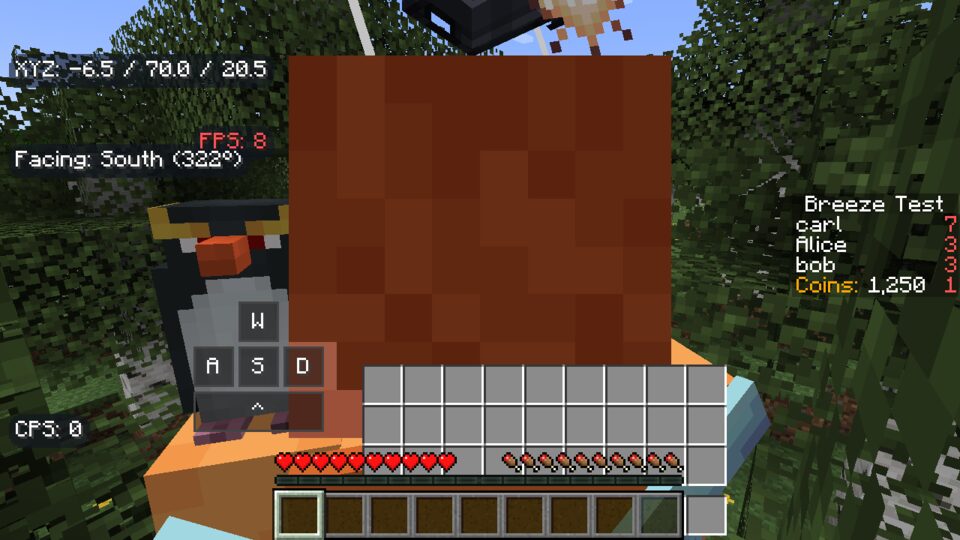 XYZ: -6.5 / 70.0 / 20.5
FPS: 8
Facing: South (322º)
Breeze Test
carl 7
Alice 3
bob 3
Coins: 1,250 1
W
A S D
^
CPS: 0